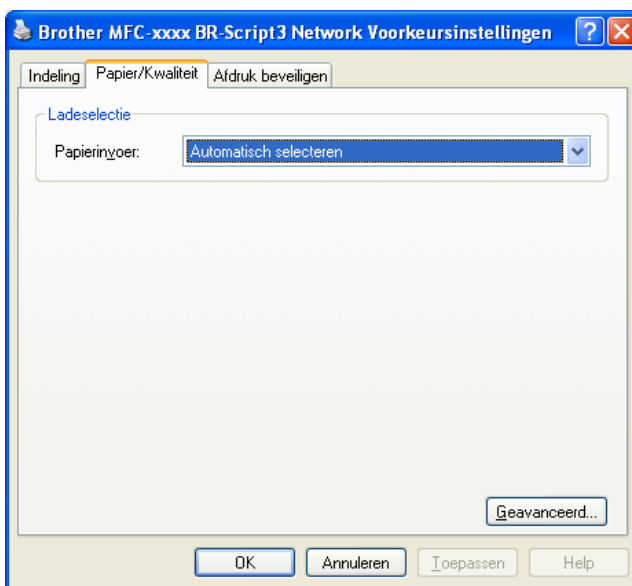 Brother MFC-xxxx BR-Script3 Network Voorkeursinstellingen
Indeling Papier/Kwaliteit Afdruk beveiligen
Ladeselectie
Papierinvoer: Automatisch selecteren
Geavanceerd...
OK Annuleren Toepassen Help